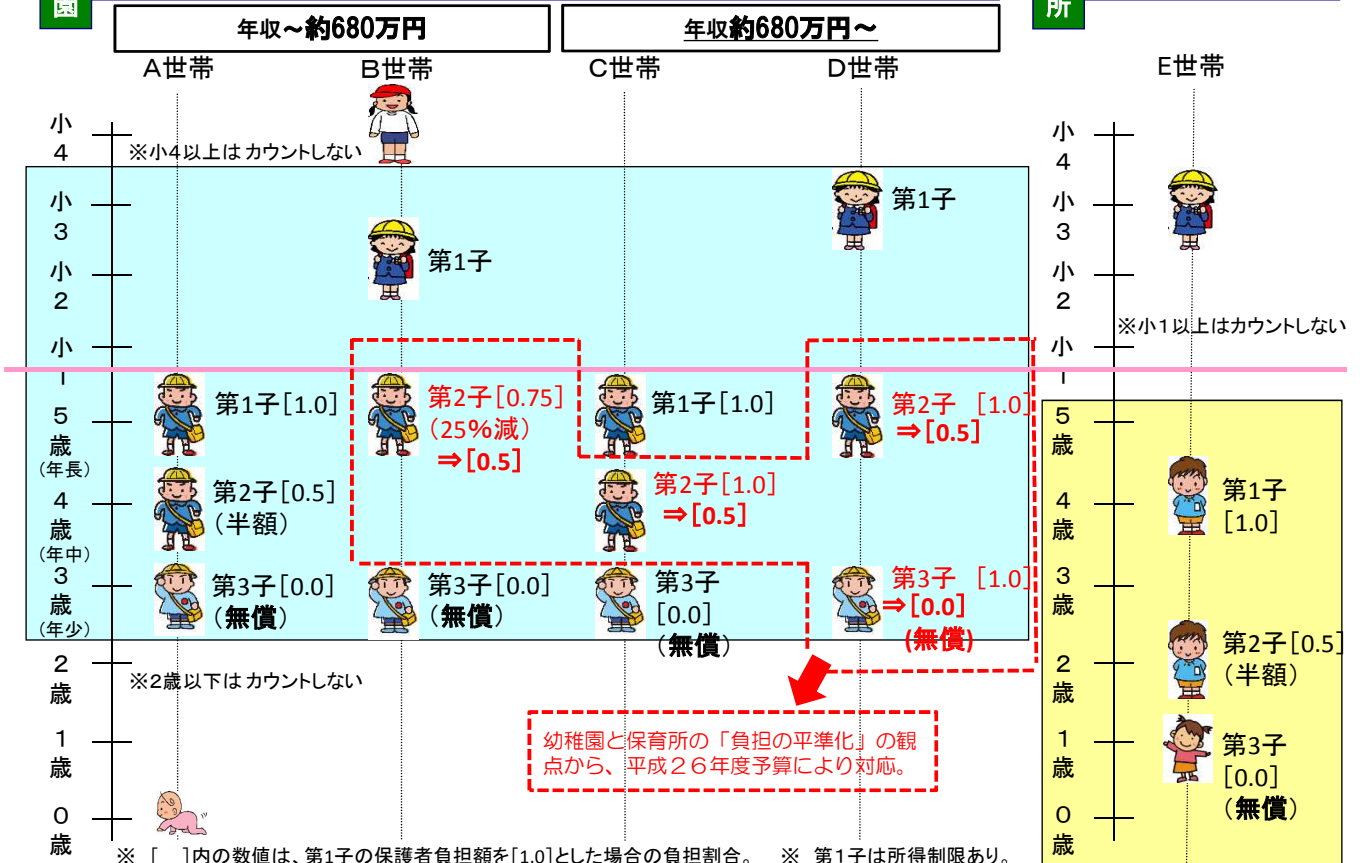 園
年収～約680万円
年収約680万円～
所
A世帯
B世帯
C世帯
D世帯
E世帯
小4
※小4以上はカウントしない
小3
小2
小1
5歳
(年長)
4歳
(年中)
3歳
(年少)
2歳
1歳
0歳
第1子[1.0]
第2子[0.5]
（半額）
第3子[0.0]
（無償）
第1子
第2子[0.75]
（25%減）
⇒[0.5]
第3子[0.0]
（無償）
第1子[1.0]
第2子[1.0]
⇒[0.5]
第3子
[0.0]
（無償）
第1子
第2子 [1.0]
⇒[0.5]
第3子 [1.0]
⇒[0.0]
(無償)
※2歳以下はカウントしない
幼稚園と保育所の「負担の平準化」の観
点から、平成２６年度予算により対応。
※ [　]内の数値は、第1子の保護者負担額を[1.0]とした場合の負担割合。 ※ 第1子は所得制限あり。
小4
小3
小2
※小1以上はカウントしない
小1
5歳
4歳
3歳
2歳
1歳
0歳
第1子
[1.0]
第2子[0.5]
（半額）
第3子
[0.0]
（無償）